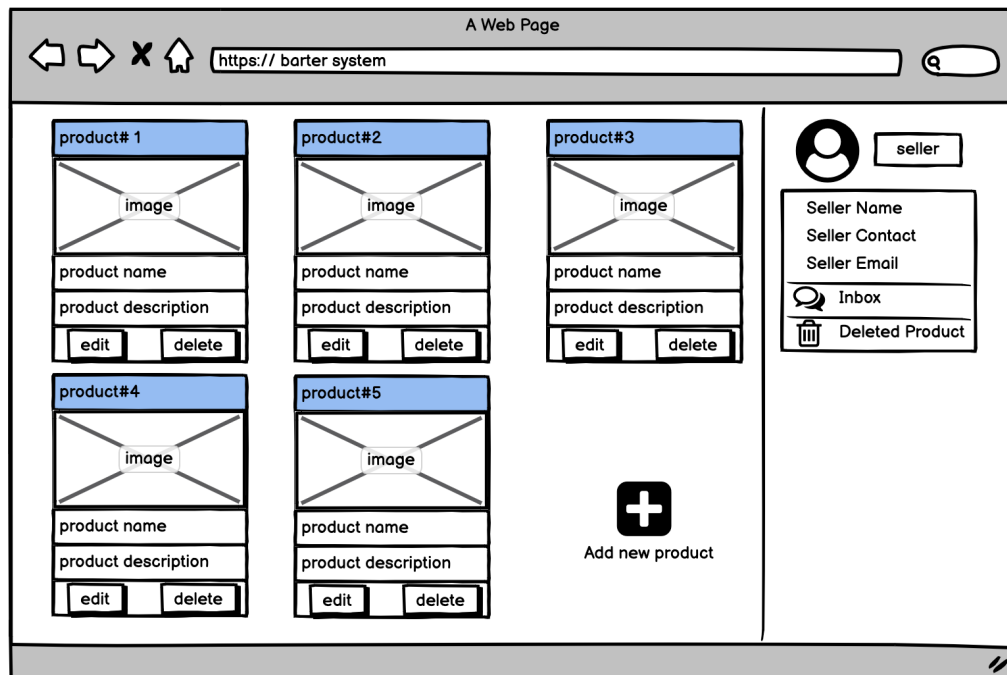 A Web Page
https:// barter system
product# 1
image
product name
product description
edit
delete
product#2
image
product name
product description
edit
delete
product#3
image
product name
product description
edit
delete
product#4
image
product name
product description
edit
delete
product#5
image
product name
product description
edit
delete
Add new product
seller
Seller Name
Seller Contact
Seller Email
Inbox
Deleted Product